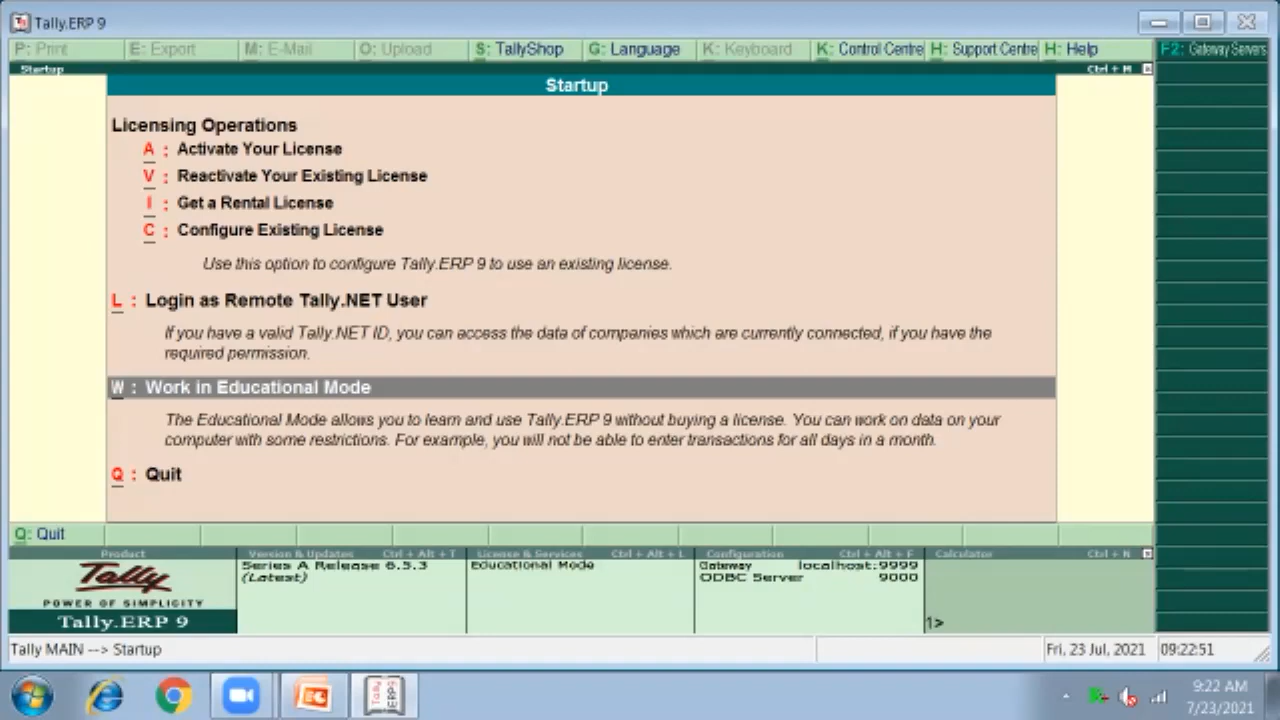 Tally.ERP 9
P: Print E: Export M: E-Mail O: Upload S: TallyShop G: Language K: Keyboard K: Control Centre H: Support Centre H: Help F2: Gateway Servers
Startup Ctrl + M
Startup
Licensing Operations
A : Activate Your License
V : Reactivate Your Existing License
I : Get a Rental License
C : Configure Existing License
Use this option to configure Tally.ERP 9 to use an existing license.
L : Login as Remote Tally.NET User
If you have a valid Tally.NET ID, you can access the data of companies which are currently connected, if you have the
required permission.
W : Work in Educational Mode
The Educational Mode allows you to learn and use Tally.ERP 9 without buying a license. You can work on data on your
computer with some restrictions. For example, you will not be able to enter transactions for all days in a month.
Q : Quit
Q: Quit
Product Version & Updates Ctrl + Alt + T License & Services Ctrl + Alt + L Configuration Ctrl + Alt + F Calculator Ctrl + N
Series A Release 6.5.3 Educational Mode Gateway localhost:9999
(Latest) ODBC Server 9000
Tally
POWER OF SIMPLICITY
Tally.ERP 9
1>
Tally MAIN --> Startup Fri, 23 Jul, 2021 09:22:51
Tally ERP9
9:22 AM
7/23/2021